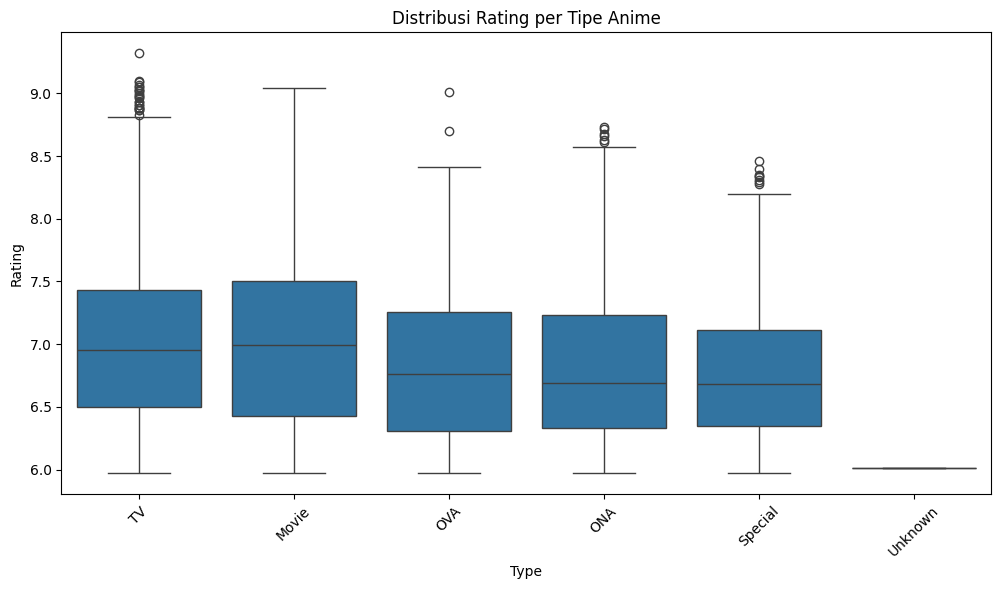 Distribusi Rating per Tipe Anime
Rating
9.0
8.5
8.0
7.5
7.0
6.5
6.0
TV
Movie
OVA
ONA
Special
Unknown
Type